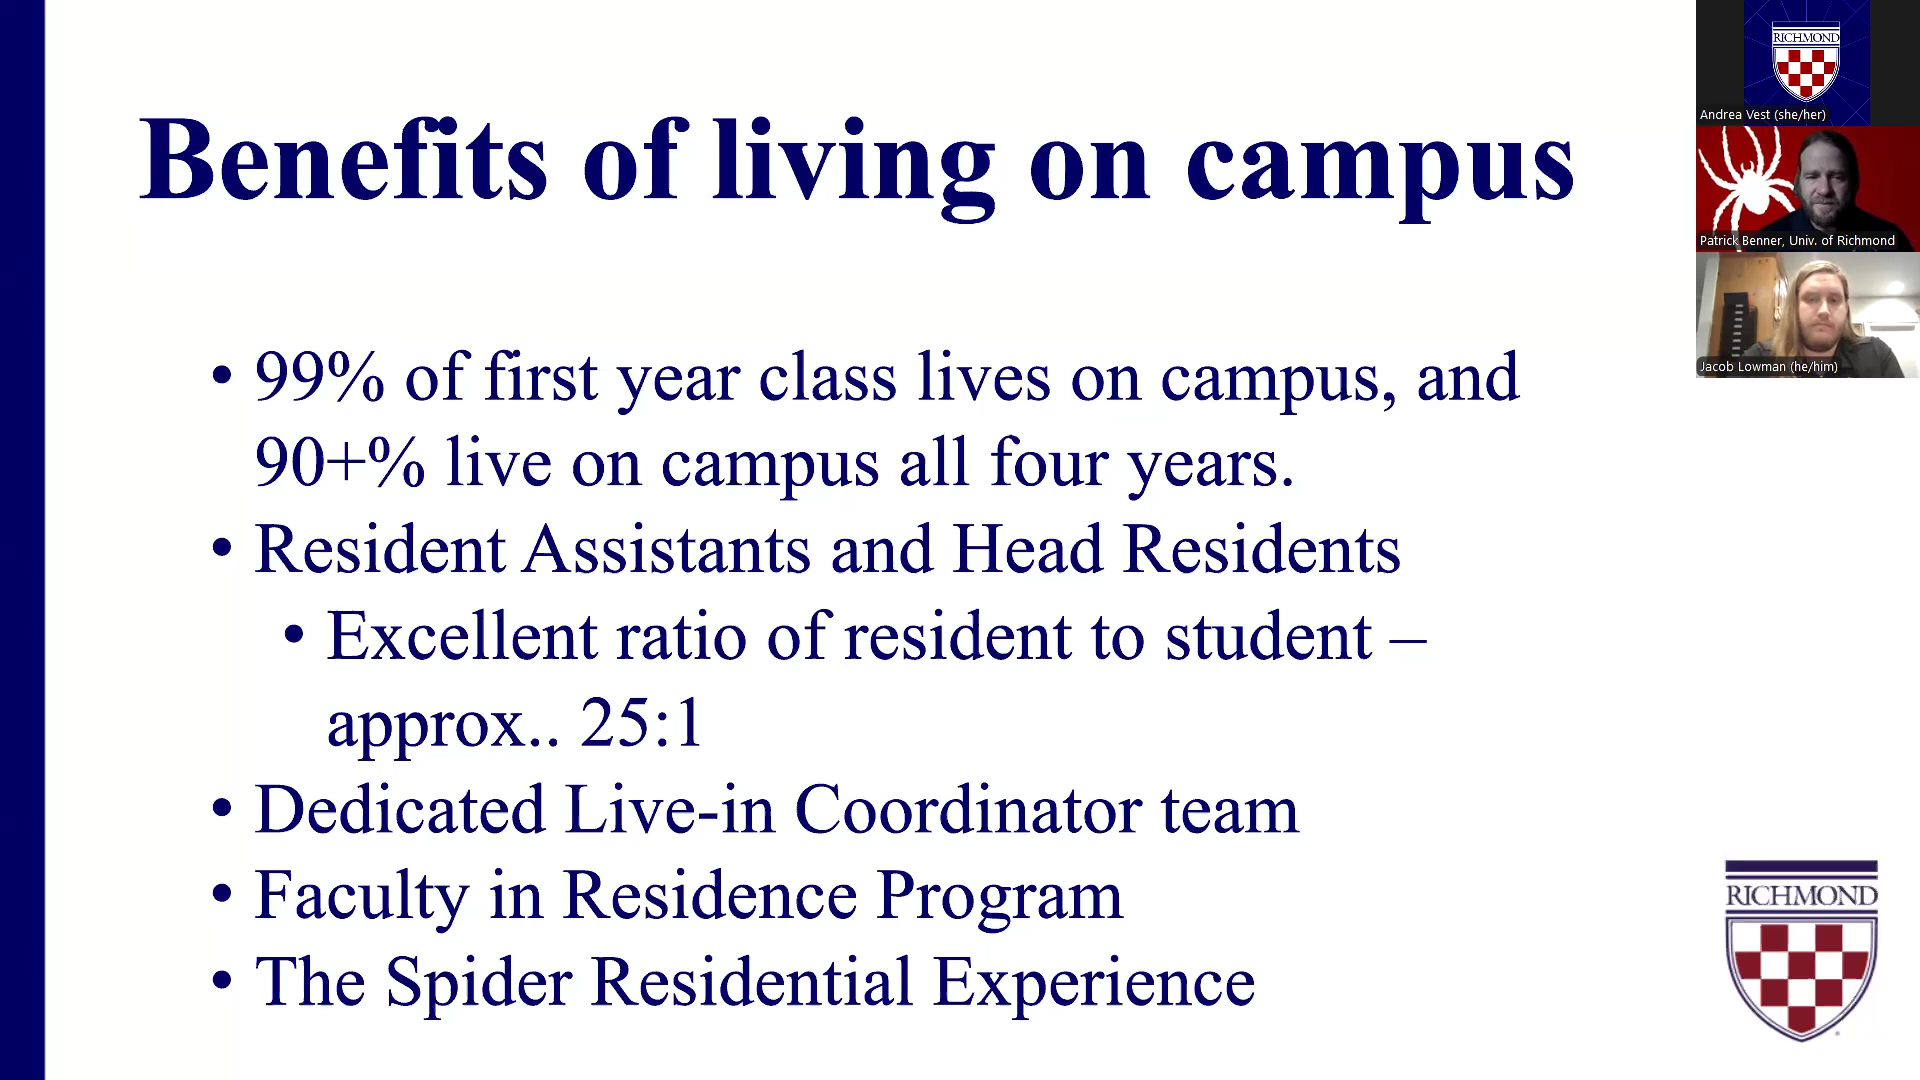 Benefits of living on campus
• 99% of first year class lives on campus, and
90+% live on campus all four years.
• Resident Assistants and Head Residents
• Excellent ratio of resident to student –
approx.. 25:1
• Dedicated Live-in Coordinator team
• Faculty in Residence Program
• The Spider Residential Experience
RICHMOND
Andrea Vest (she/her)
Patrick Benner, Univ. of Richmond
Jacob Lowman (he/him)
RICHMOND